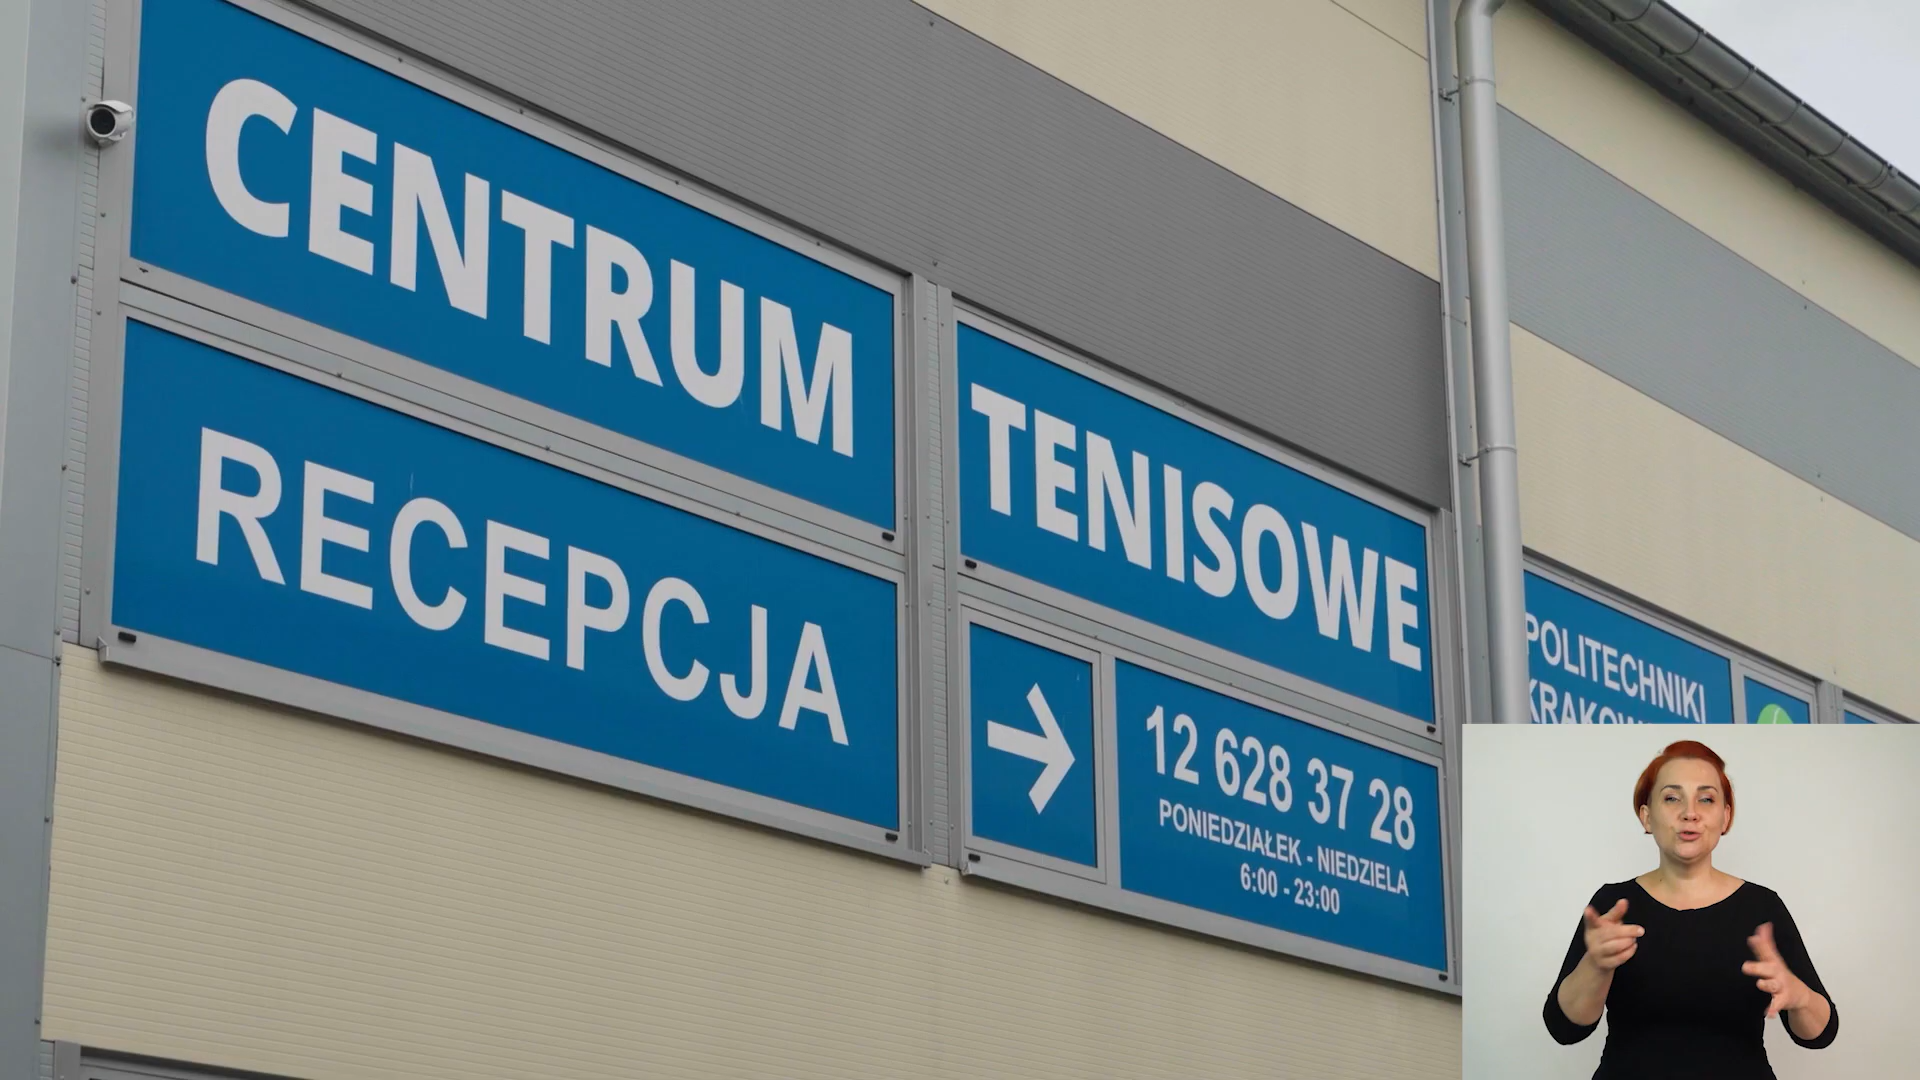 CENTRUM
TENISOWE
RECEPCJA
12 628 37 28
PONIEDZIAŁEK - NIEDZIELA
6:00 - 23:00
POLITECHNIKI